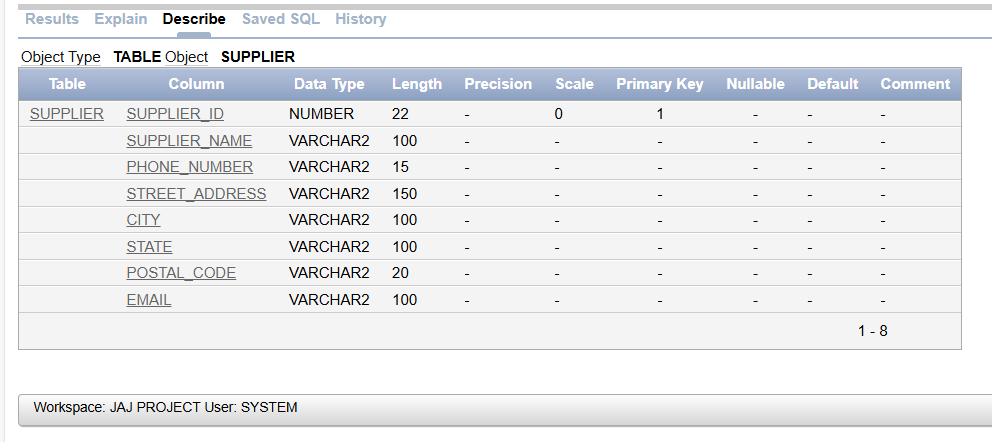 Results Explain Describe Saved SQL History
Object Type TABLE Object SUPPLIER
Table Column Data Type Length Precision Scale Primary Key Nullable Default Comment
SUPPLIER SUPPLIER_ID NUMBER 22 - 0 1 - - -
SUPPLIER_NAME VARCHAR2 100 - - - - - -
PHONE_NUMBER VARCHAR2 15 - - - - - -
STREET_ADDRESS VARCHAR2 150 - - - - - -
CITY VARCHAR2 100 - - - - - -
STATE VARCHAR2 100 - - - - - -
POSTAL_CODE VARCHAR2 20 - - - - - -
EMAIL VARCHAR2 100 - - - - - -
1 - 8
Workspace: JAJ PROJECT User: SYSTEM